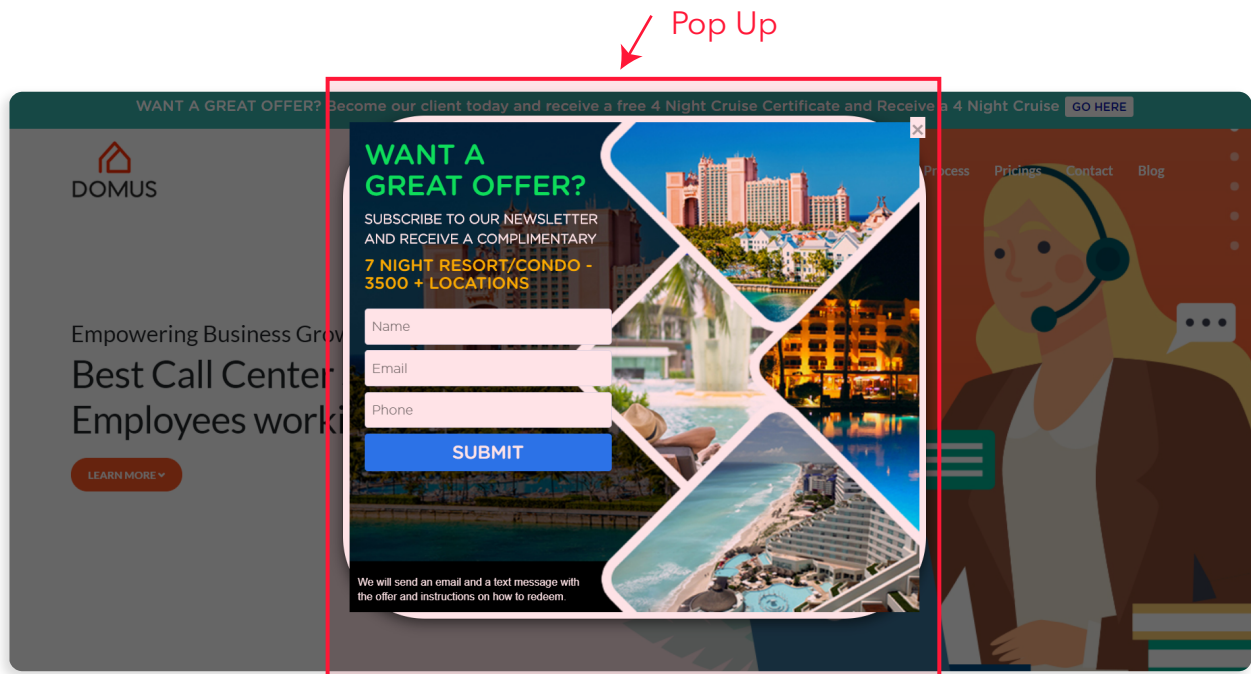 Pop Up
WANT A GREAT OFFER? Become our client today and receive a free 4 Night Cruise Certificate and Receive a 4 Night Cruise GO HERE
DOMUS
Process Pricings Contact Blog
Empowering Business Grow
Best Call Center
Employees worki
LEARN MORE
×
WANT A
GREAT OFFER?
SUBSCRIBE TO OUR NEWSLETTER
AND RECEIVE A COMPLIMENTARY
7 NIGHT RESORT/CONDO -
3500 + LOCATIONS
Name
Email
Phone
SUBMIT
We will send an email and a text message with
the offer and instructions on how to redeem.